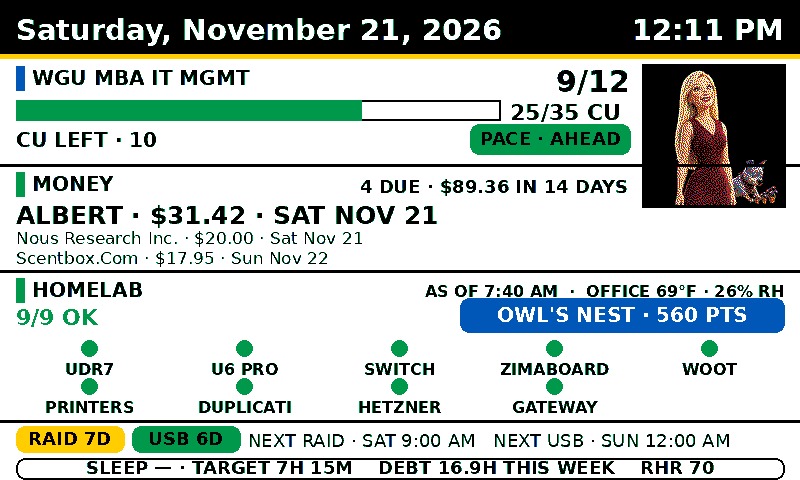 Saturday, November 21, 2026 12:11 PM
WGU MBA IT MGMT 9/12
25/35 CU
CU LEFT · 10 PACE · AHEAD
MONEY 4 DUE · $89.36 IN 14 DAYS
ALBERT · $31.42 · SAT NOV 21
Nous Research Inc. · $20.00 · Sat Nov 21
Scentbox.Com · $17.95 · Sun Nov 22
HOMELAB AS OF 7:40 AM · OFFICE 69°F · 26% RH
9/9 OK OWL'S NEST · 560 PTS
UDR7 U6 PRO SWITCH ZIMABOARD WOOT
PRINTERS DUPLICATI HETZNER GATEWAY
RAID 7D USB 6D NEXT RAID · SAT 9:00 AM NEXT USB · SUN 12:00 AM
SLEEP — · TARGET 7H 15M DEBT 16.9H THIS WEEK RHR 70